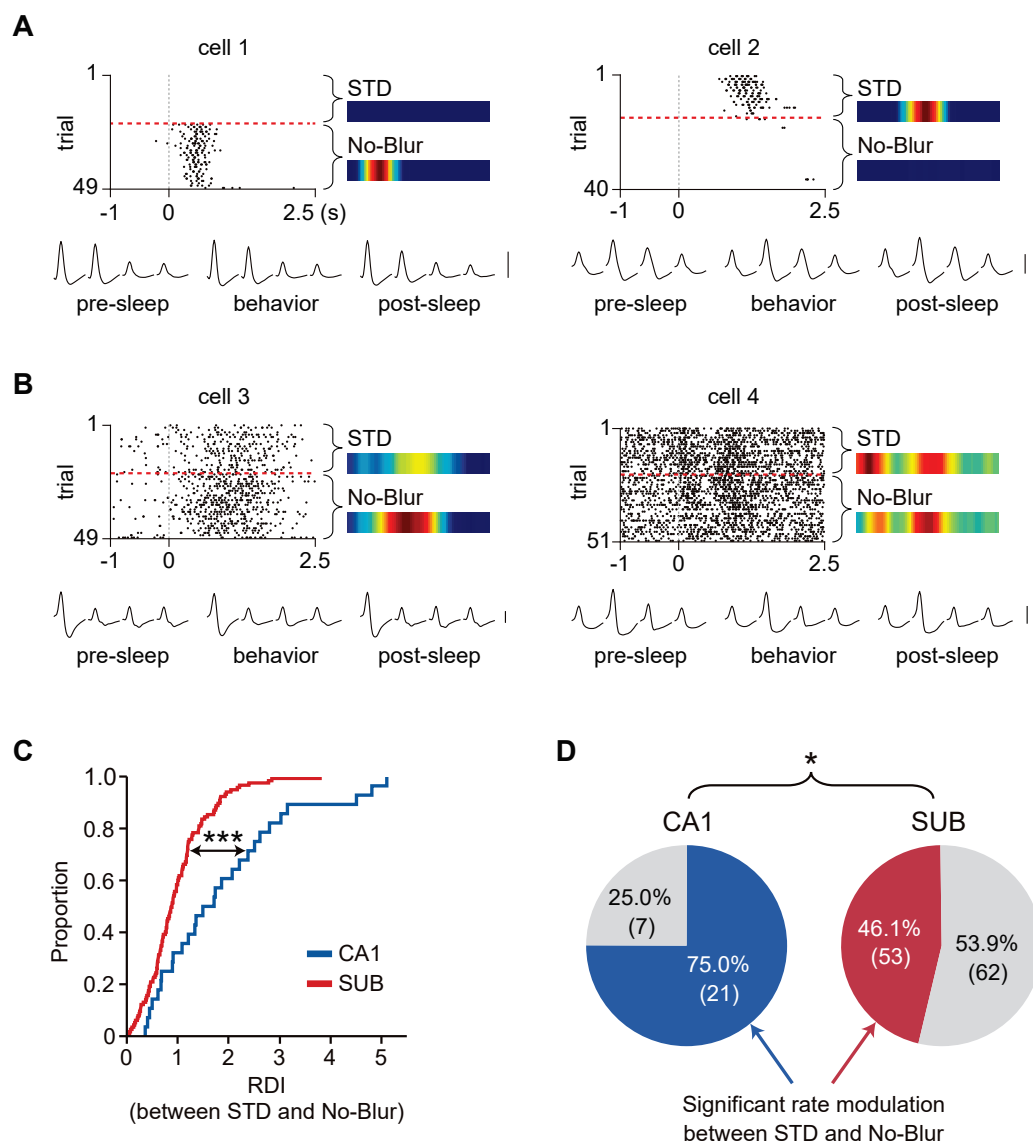 A
cell 1
cell 2
1
trial
49
-1
0
2.5 (s)
STD
No-Blur
1
trial
40
-1
0
2.5
STD
No-Blur
pre-sleep
behavior
post-sleep
pre-sleep
behavior
post-sleep
B
cell 3
cell 4
1
trial
49
-1
0
2.5
STD
No-Blur
1
trial
51
-1
0
2.5
STD
No-Blur
pre-sleep
behavior
post-sleep
pre-sleep
behavior
post-sleep
C
1.0
0.8
0.6
0.4
0.2
0
Proportion
***
CA1
SUB
0
1
2
3
4
5
RDI
(between STD and No-Blur)
D
*
CA1
SUB
25.0%
(7)
75.0%
(21)
46.1%
(53)
53.9%
(62)
Significant rate modulation
between STD and No-Blur